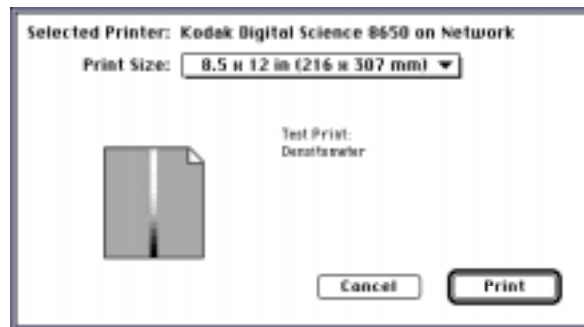 Selected Printer: Kodak Digital Science 8650 on Network
Print Size: 8.5 x 12 in (216 x 307 mm)
Test Print:
Densitometer
Cancel Print